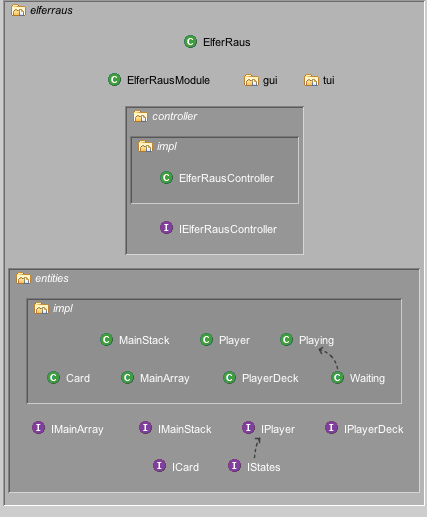 elferraus
C ElferRaus
C ElferRausModule gui tui
controller
impl
C ElferRausController
I IElferRausController
entities
impl
C MainStack C Player C Playing
C Card C MainArray C PlayerDeck C Waiting
I IMainArray I IMainStack I IPlayer I IPlayerDeck
I ICard I IStates